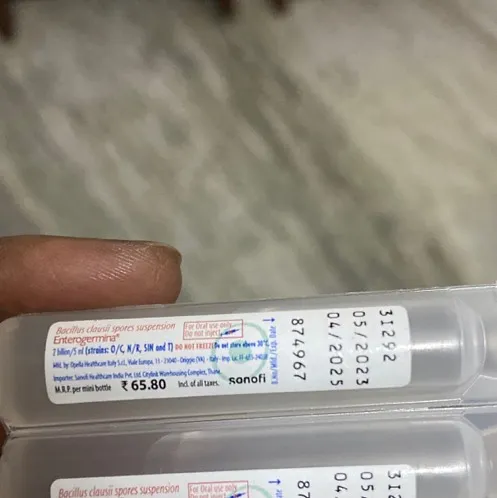 Bacillus clausii spores suspension
For Oral use only
Do not inject
Enterogermina®
2 billion/5 ml (strains: O/C, N/R, SIN and T) DO NOT FREEZE! Do not store above 30°C
Mfd. by: Opella Healthcare Italy S.r.l., Viale Europa, 11 - 21040 - Origgio (VA) - Italy
Importer: Sanofi Healthcare India Pvt. Ltd. Citylink Warehousing Complex, Thane
M.R.P. per mini bottle ₹ 65.80 Incl. of all taxes. sanofi
31292
05/2023
04/2025
874967
Bacillus clausii spores suspension
For Oral use only
Do not inject